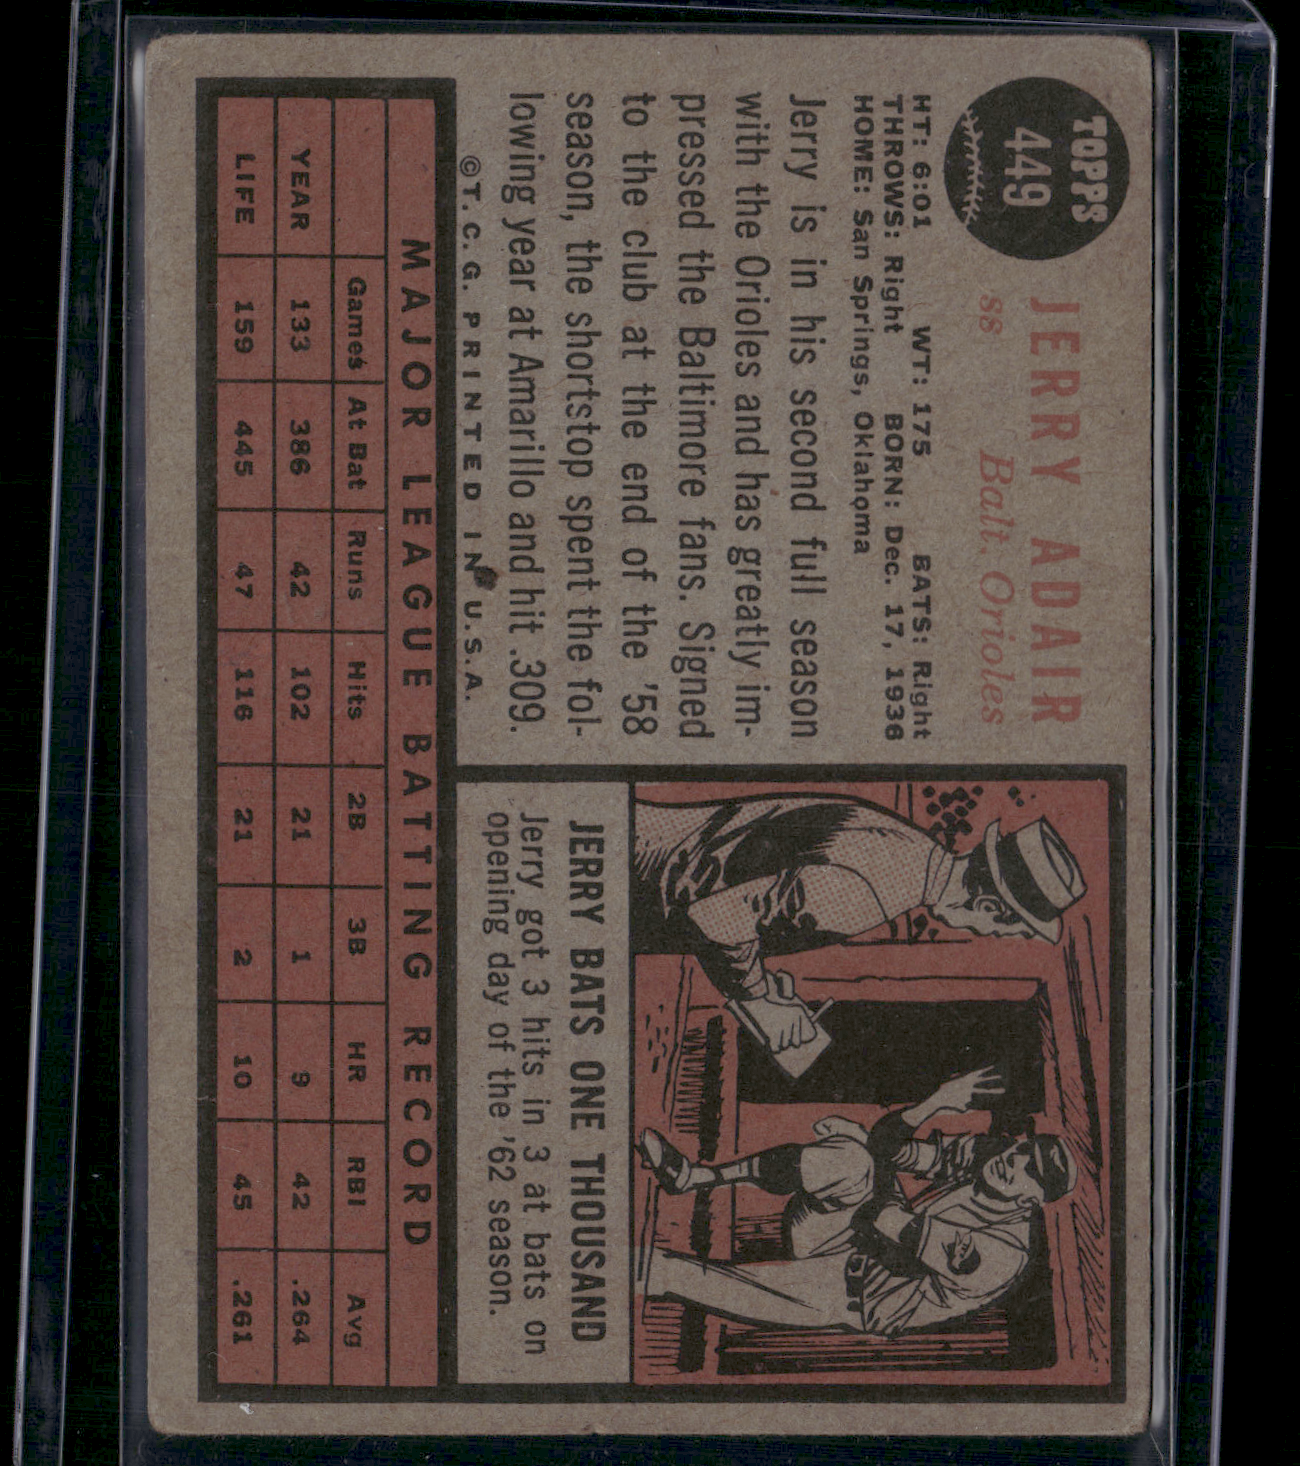 TOPPS
449
JERRY ADAIR
SS Balt. Orioles
HT: 6:01 WT: 175 BATS: Right
THROWS: Right BORN: Dec. 17, 1936
HOME: San Springs, Oklahoma
Jerry is in his second full season
with the Orioles and has greatly im-
pressed the Baltimore fans. Signed
to the club at the end of the '58
season, the shortstop spent the fol-
lowing year at Amarillo and hit .309.
©T.C.G. PRINTED IN U.S.A.
JERRY BATS ONE THOUSAND
Jerry got 3 hits in 3 at bats on
opening day of the '62 season.
MAJOR LEAGUE BATTING RECORD
Games At Bat Runs Hits 2B 3B HR RBI Avg
YEAR 133 386 42 102 21 1 9 42 .264
LIFE 159 445 47 116 21 2 10 45 .261